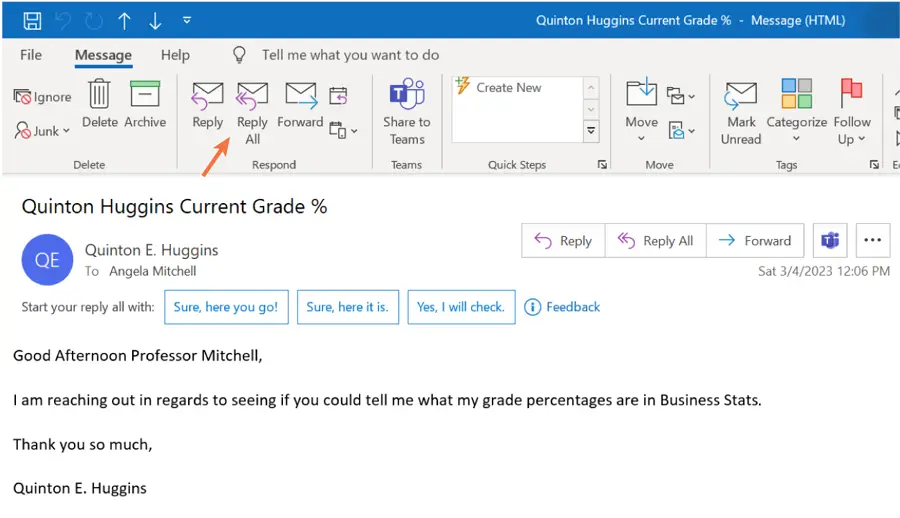 Quinton Huggins Current Grade % - Message (HTML)
File Message Help Tell me what you want to do
Ignore
Junk
Delete
Archive
Delete
Reply
Reply All
Forward
Respond
Share to Teams
Teams
Create New
Quick Steps
Move
Move
Mark Unread
Categorize
Follow Up
Tags
Quinton Huggins Current Grade %
QE
Quinton E. Huggins
To Angela Mitchell
Reply Reply All Forward
Sat 3/4/2023 12:06 PM
Start your reply all with: Sure, here you go! Sure, here it is. Yes, I will check. Feedback
Good Afternoon Professor Mitchell,
I am reaching out in regards to seeing if you could tell me what my grade percentages are in Business Stats.
Thank you so much,
Quinton E. Huggins